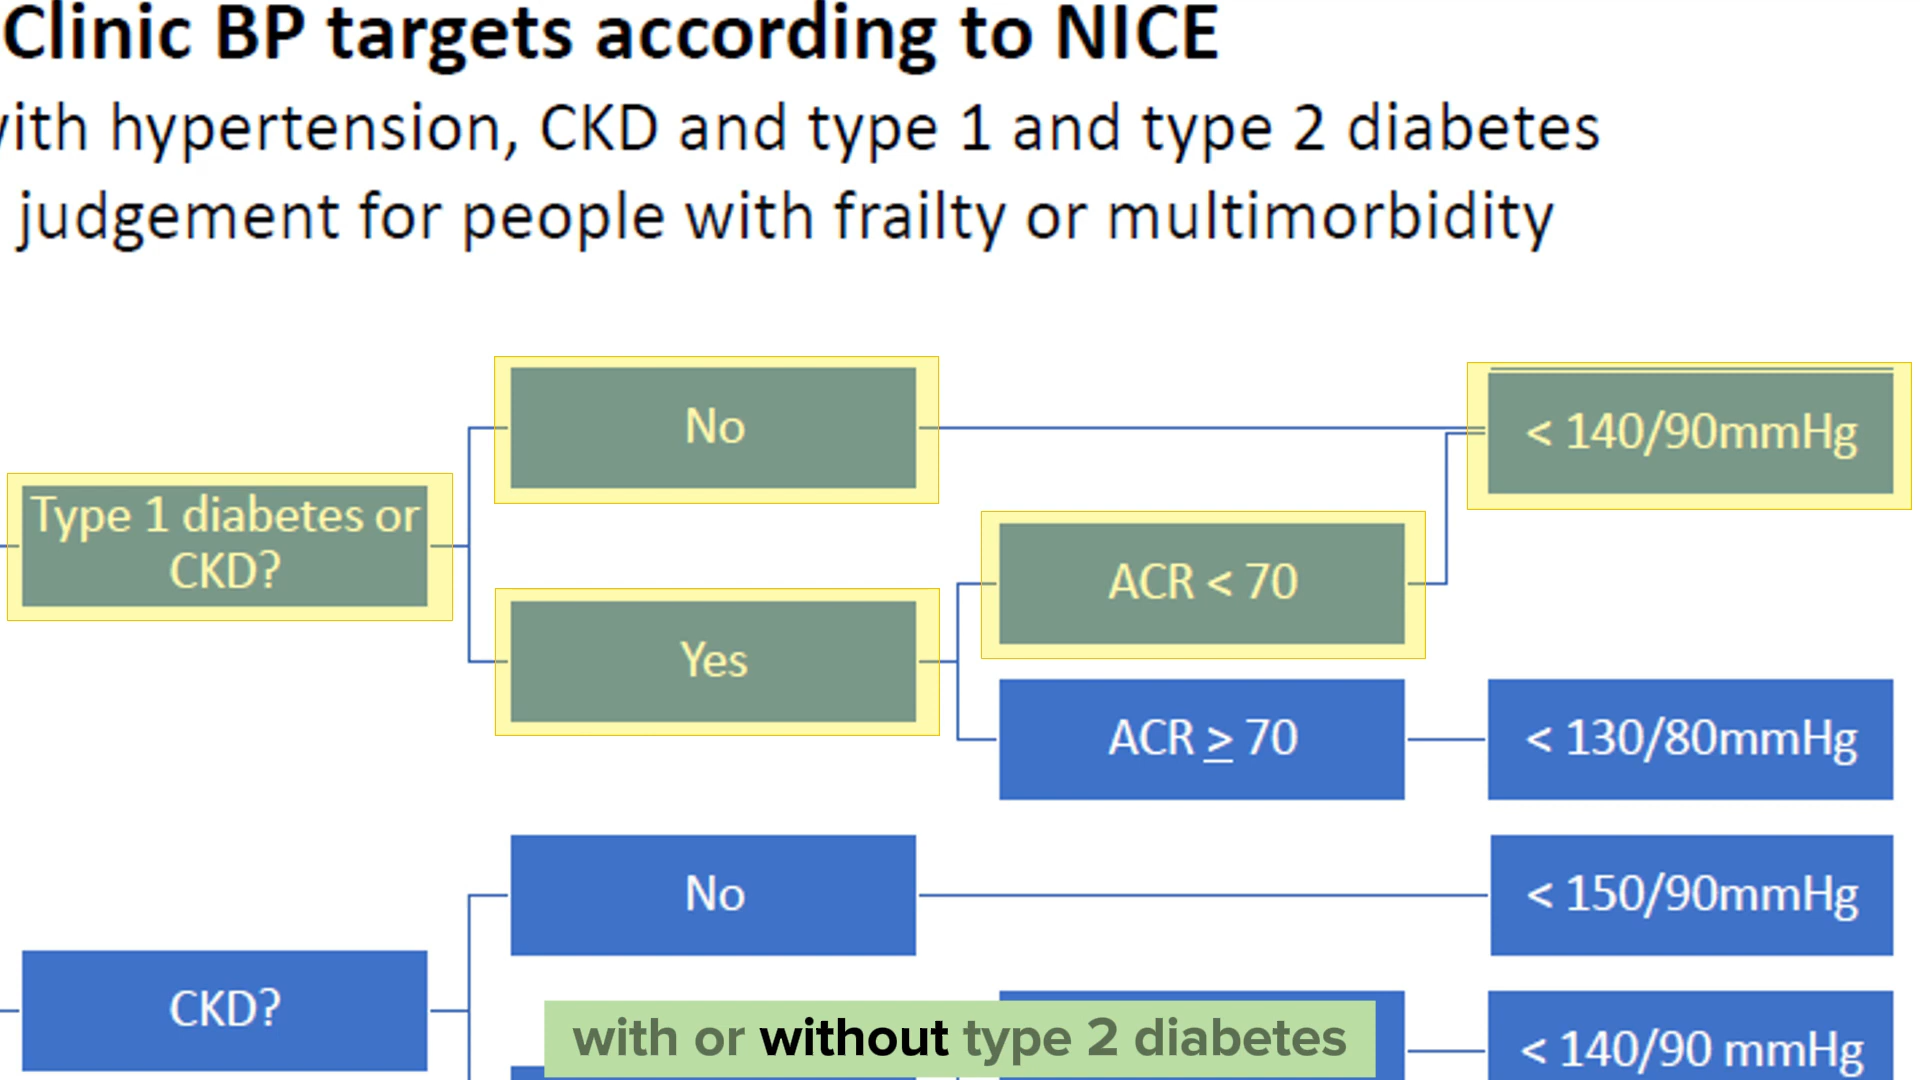 Clinic BP targets according to NICE
with hypertension, CKD and type 1 and type 2 diabetes
judgement for people with frailty or multimorbidity
No
< 140/90mmHg
Type 1 diabetes or
CKD?
ACR < 70
Yes
ACR ≥ 70
< 130/80mmHg
No
< 150/90mmHg
CKD?
with or without type 2 diabetes
< 140/90 mmHg